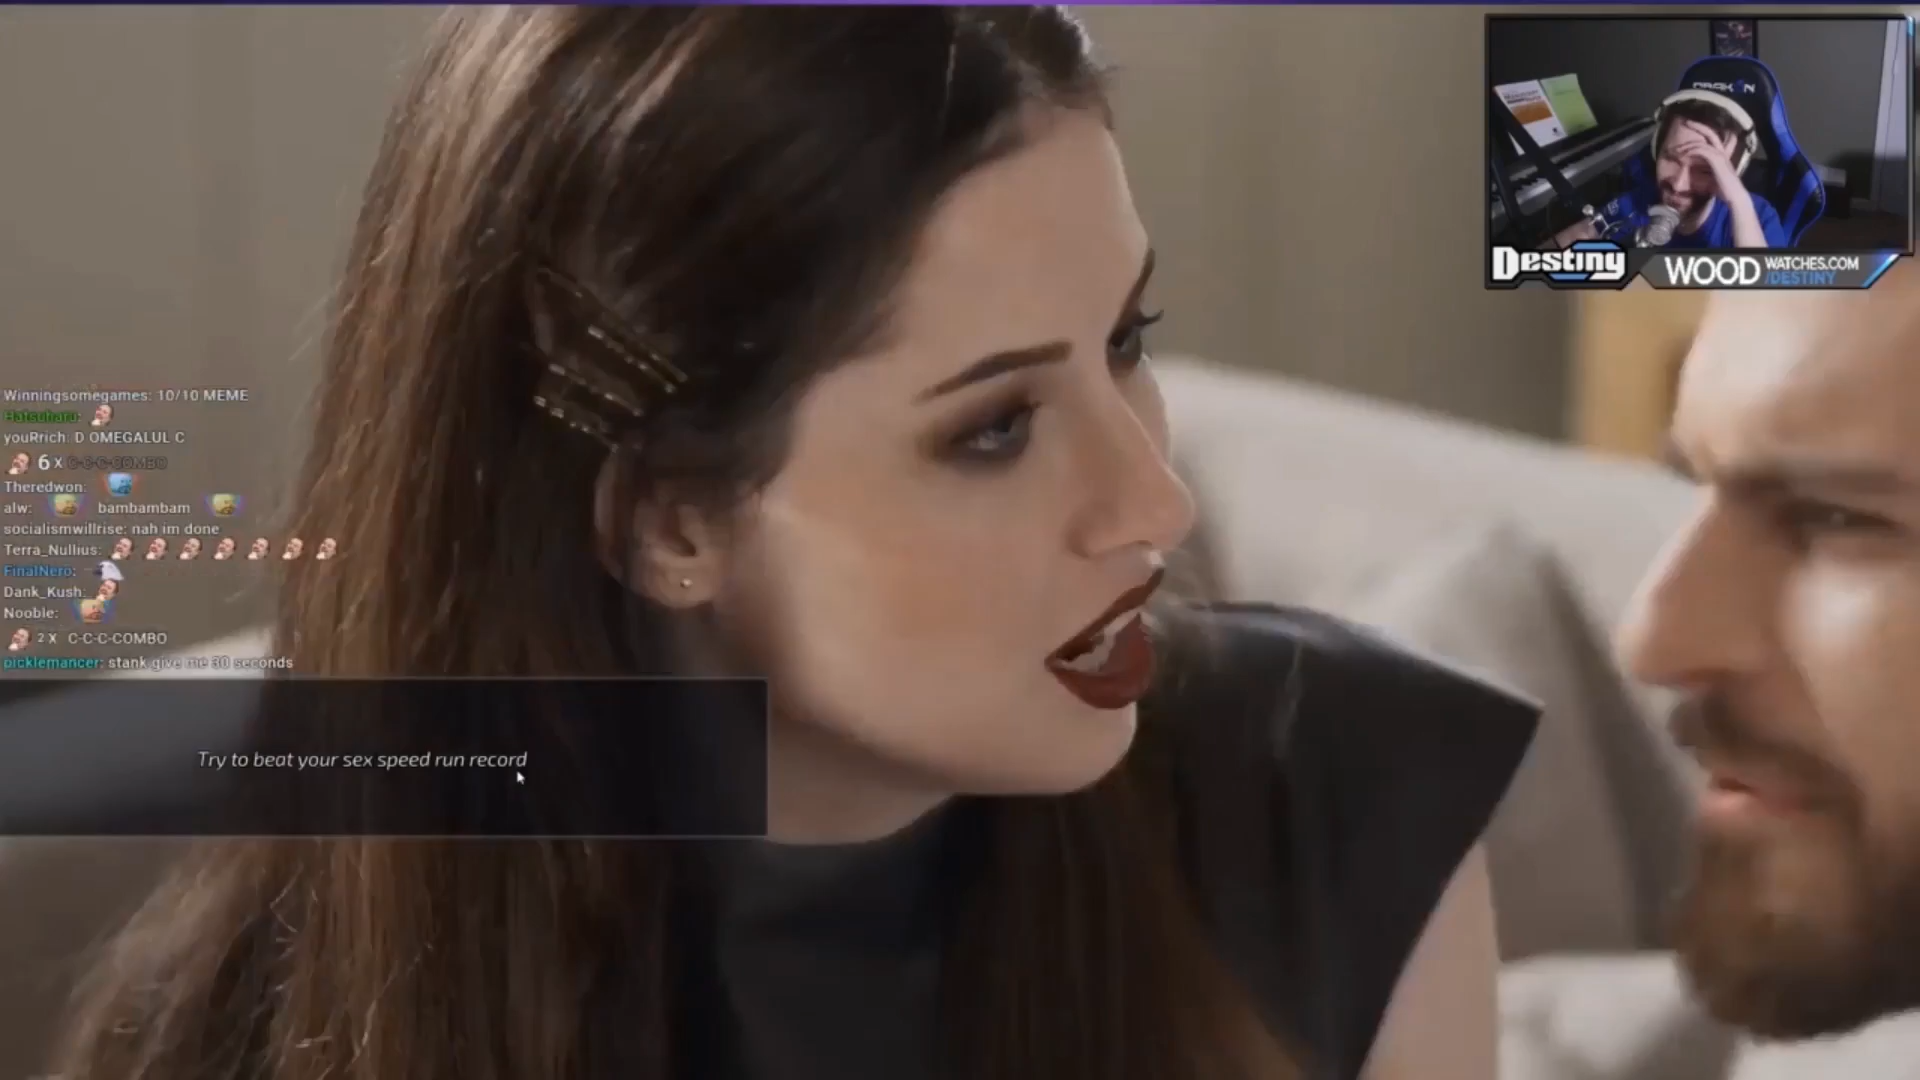 Winningsomegames: 10/10 MEME
Hatsuharu:
youRrich: D OMEGALUL C
6 X C-C-C-COMBO
Theredwon:
alw: bambambam
socialismwillrise: nah im done
Terra_Nullius:
FinalNero:
Dank_Kush:
Nooble:
2 X C-C-C-COMBO
picklemancer: stank give me 30 seconds
Try to beat your sex speed run record
Destiny
WOOD WATCHES.COM
/DESTINY